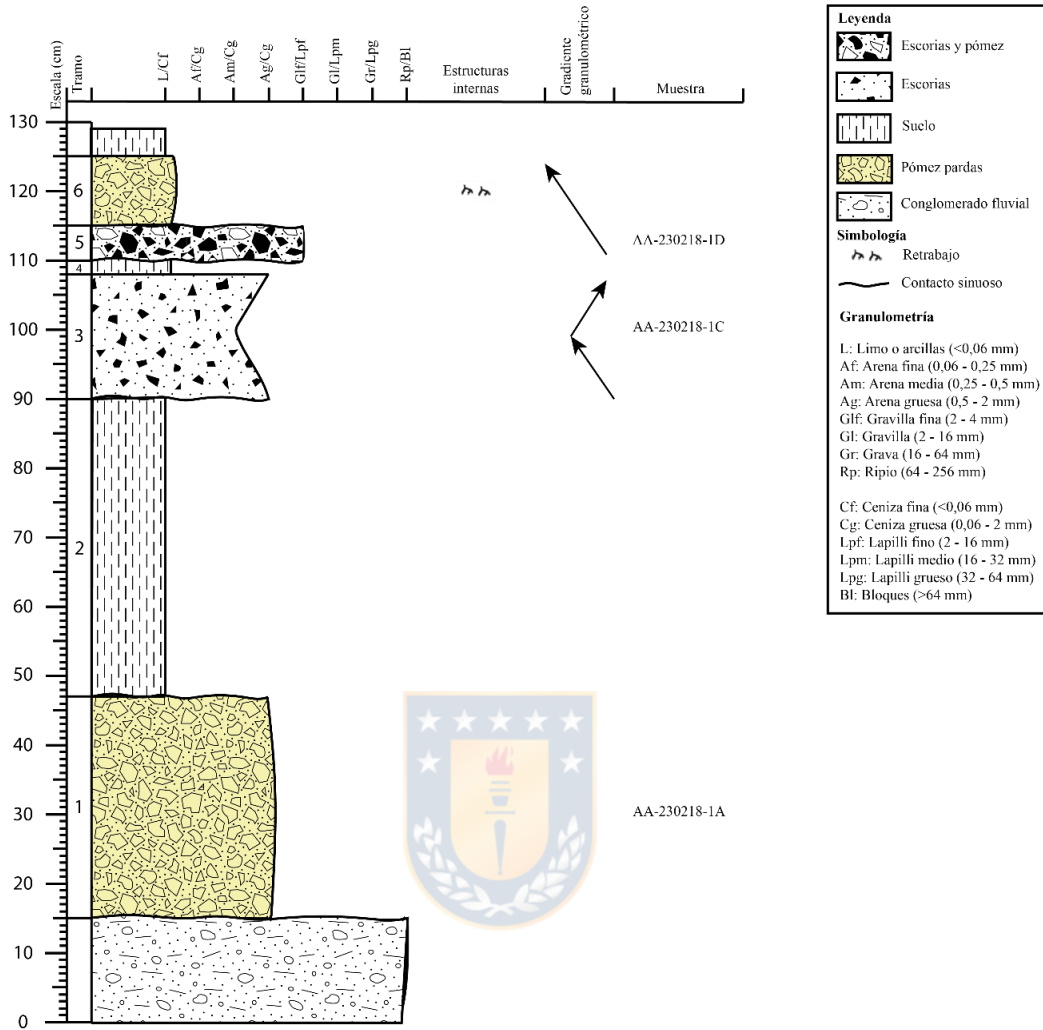 Escala (cm)
Tramo
L/Cf
Af/Cg
Am/Cg
Ag/Cg
Glf/Lpf
Gl/Lpm
Gr/Lpg
Rp/Bl
Estructuras
internas
Gradiente
granulométrico
Muestra
130
120
110
100
90
80
70
60
50
40
30
20
10
0
6
5
4
3
2
1
AA-230218-1D
AA-230218-1C
AA-230218-1A
Leyenda
Escorias y pómez
Escorias
Suelo
Pómez pardas
Conglomerado fluvial
Simbología
Retrabajo
Contacto sinuoso
Granulometría
L: Limo o arcillas (<0,06 mm)
Af: Arena fina (0,06 - 0,25 mm)
Am: Arena media (0,25 - 0,5 mm)
Ag: Arena gruesa (0,5 - 2 mm)
Glf: Gravilla fina (2 - 4 mm)
Gl: Gravilla (2 - 16 mm)
Gr: Grava (16 - 64 mm)
Rp: Ripio (64 - 256 mm)
Cf: Ceniza fina (<0,06 mm)
Cg: Ceniza gruesa (0,06 - 2 mm)
Lpf: Lapilli fino (2 - 16 mm)
Lpm: Lapilli medio (16 - 32 mm)
Lpg: Lapilli grueso (32 - 64 mm)
Bl: Bloques (>64 mm)